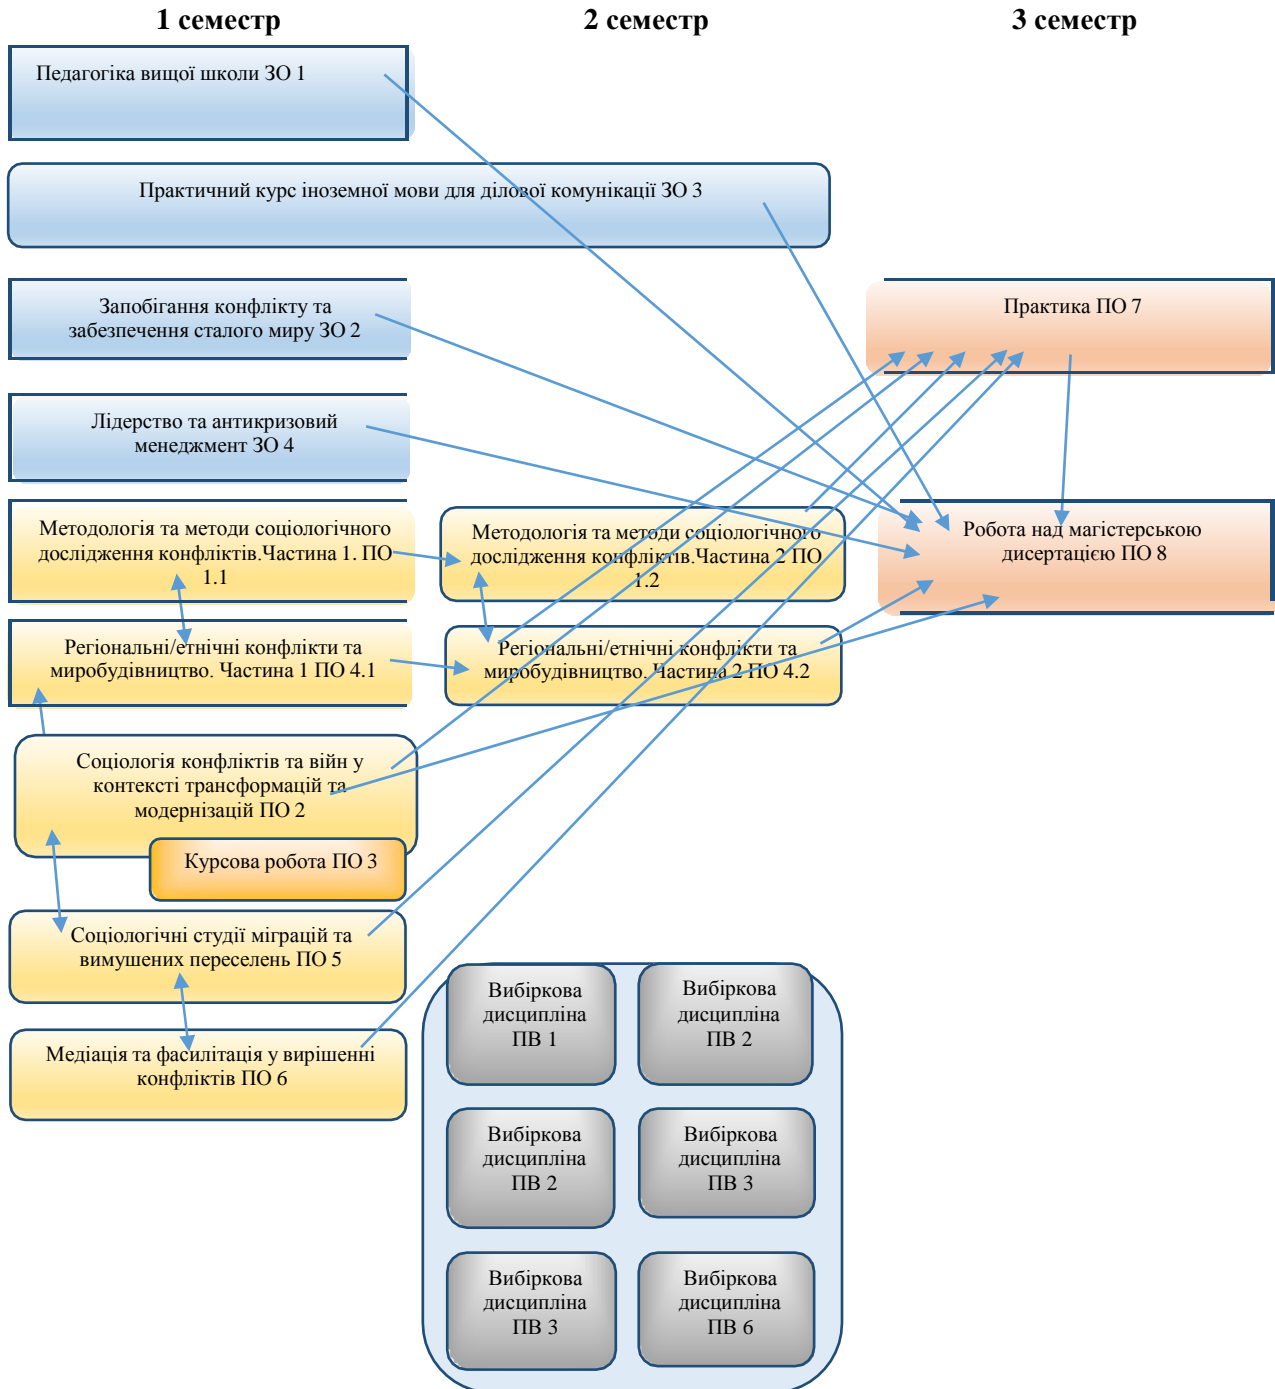 1 семестр
2 семестр
3 семестр
Педагогіка вищої школи ЗО 1
Практичний курс іноземної мови для ділової комунікації ЗО 3
Запобігання конфлікту та
забезпечення сталого миру ЗО 2
Практика ПО 7
Лідерство та антикризовий
менеджмент ЗО 4
Методологія та методи соціологічного
дослідження конфліктів.Частина 1. ПО
1.1
Методологія та методи соціологічного
дослідження конфліктів.Частина 2 ПО
1.2
Робота над магістерською
дисертацією ПО 8
Регіональні/етнічні конфлікти та
миробудівництво. Частина 1 ПО 4.1
Регіональні/етнічні конфлікти та
миробудівництво. Частина 2 ПО 4.2
Соціологія конфліктів та війн у
контексті трансформацій та
модернізацій ПО 2
Курсова робота ПО 3
Соціологічні студії міграцій та
вимушених переселень ПО 5
Медіація та фасилітація у вирішенні
конфліктів ПО 6
Вибіркова
дисципліна
ПВ 1
Вибіркова
дисципліна
ПВ 2
Вибіркова
дисципліна
ПВ 2
Вибіркова
дисципліна
ПВ 3
Вибіркова
дисципліна
ПВ 3
Вибіркова
дисципліна
ПВ 6